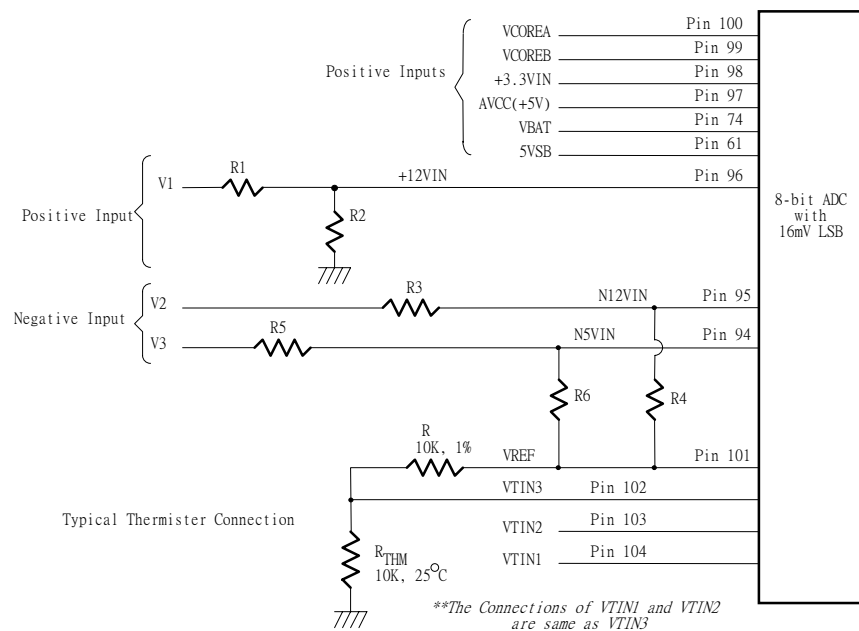 VCOREA Pin 100
VCOREB Pin 99
Positive Inputs +3.3VIN Pin 98
AVCC(+5V) Pin 97
VBAT Pin 74
5VSB Pin 61
R1
V1 +12VIN Pin 96
Positive Input R2
8-bit ADC
with
16mV LSB
V2 R3 N12VIN Pin 95
Negative Input
V3 R5 N5VIN Pin 94
R6 R4
R
10K, 1%
VREF Pin 101
VTIN3 Pin 102
Typical Thermister Connection
VTIN2 Pin 103
VTIN1 Pin 104
RTHM
10K, 25°C
**The Connections of VTIN1 and VTIN2
are same as VTIN3